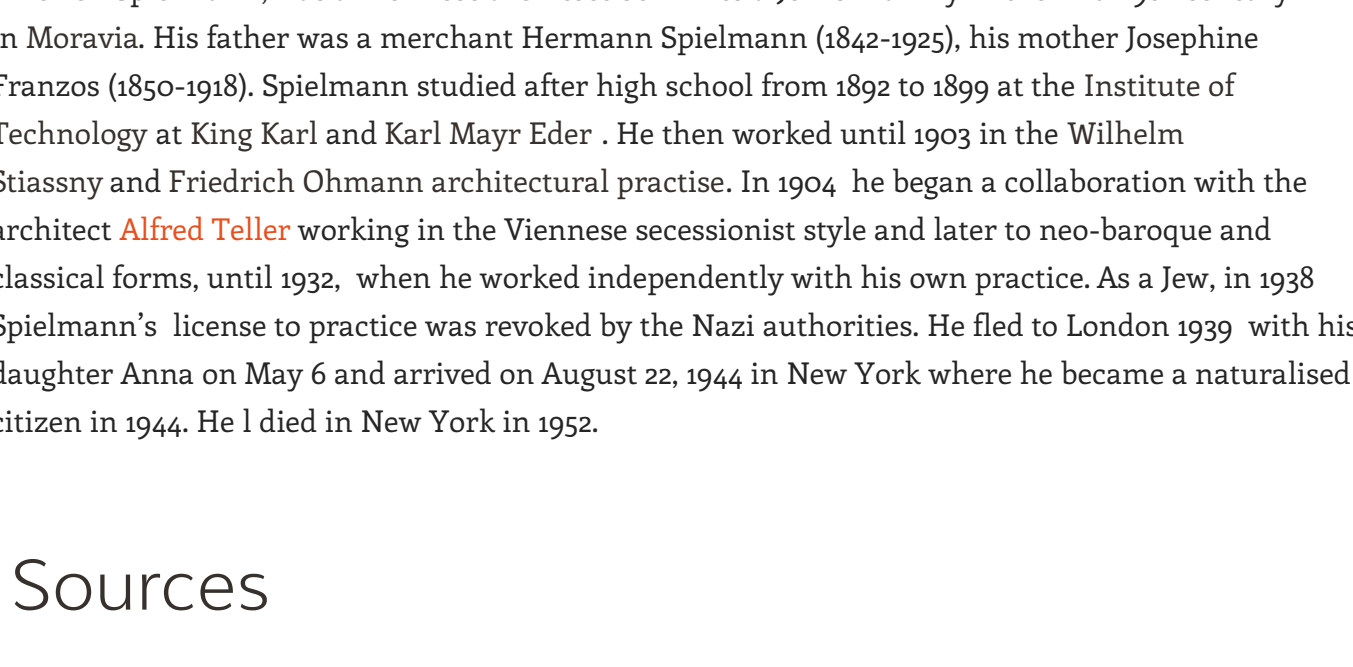 in Moravia. His father was a merchant Hermann Spielmann (1842-1925), his mother Josephine
Franzos (1850-1918). Spielmann studied after high school from 1892 to 1899 at the Institute of
Technology at King Karl and Karl Mayr Eder . He then worked until 1903 in the Wilhelm
Stiassny and Friedrich Ohmann architectural practise. In 1904  he began a collaboration with the
architect Alfred Teller working in the Viennese secessionist style and later to neo-baroque and
classical forms, until 1932,  when he worked independently with his own practice. As a Jew, in 1938
Spielmann’s  license to practice was revoked by the Nazi authorities. He fled to London 1939  with his
daughter Anna on May 6 and arrived on August 22, 1944 in New York where he became a naturalised
citizen in 1944. He l died in New York in 1952.
Sources